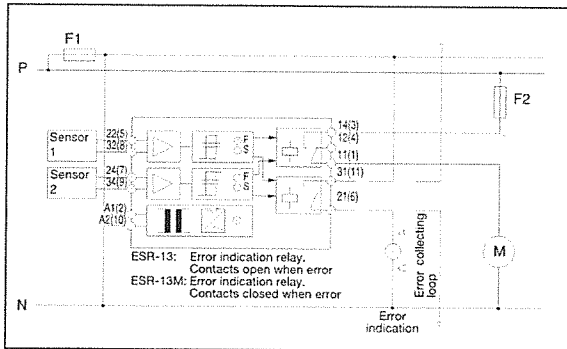 F1
P
F2
14(3)
12(4)
11(1)
31(11)
21(6)
Sensor
1
22(5)
33(8)
Sensor
2
24(7)
34(9)
A1(2)
A2(10)
F
S
F
S
ESR-13: Error indication relay.
Contacts open when error
ESR-13M: Error indication relay.
Contacts closed when error
Error collecting
loop
M
N
Error
indication